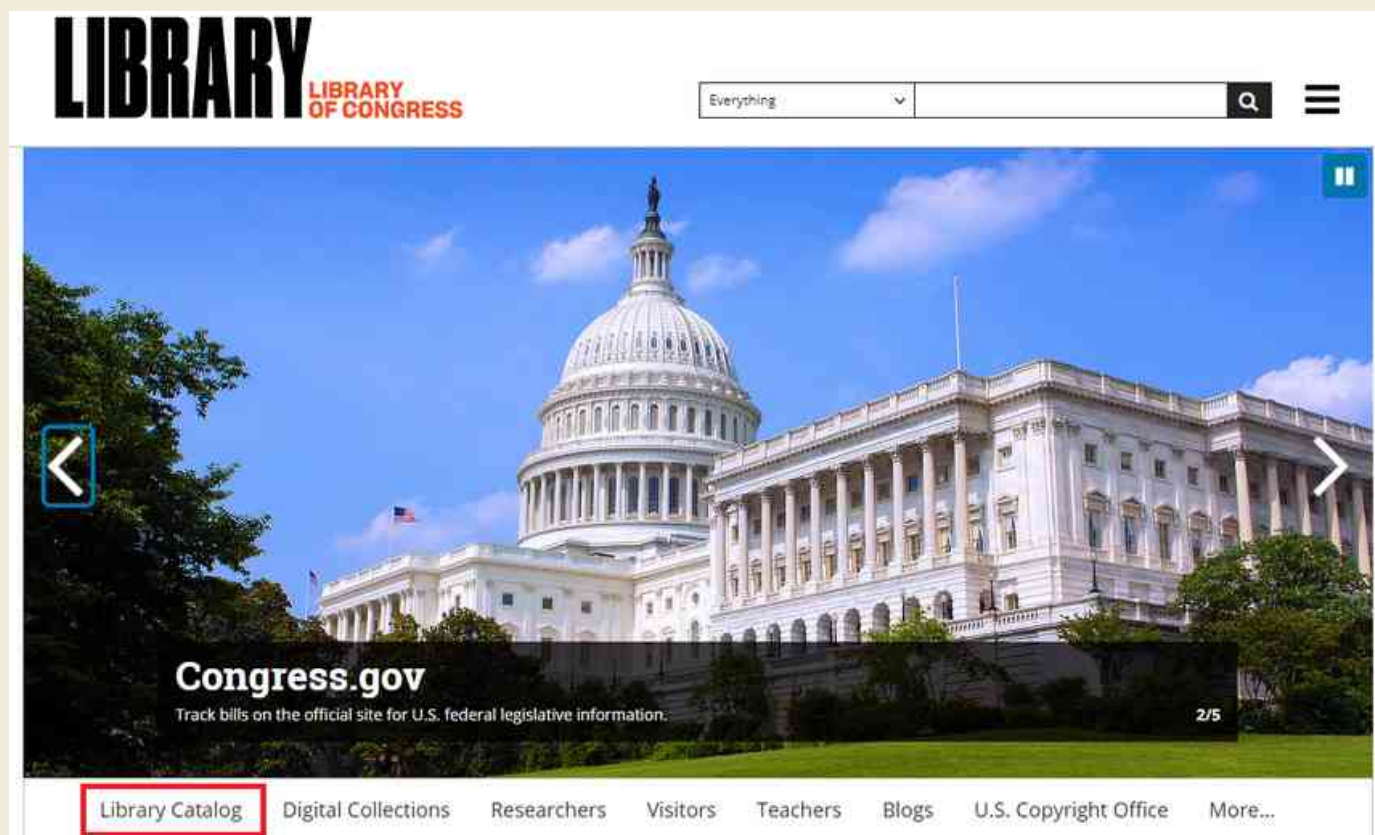 LIBRARY
LIBRARY
OF CONGRESS
Everything
Congress.gov
Track bills on the official site for U.S. federal legislative information.
2/5
Library Catalog Digital Collections Researchers Visitors Teachers Blogs U.S. Copyright Office More...